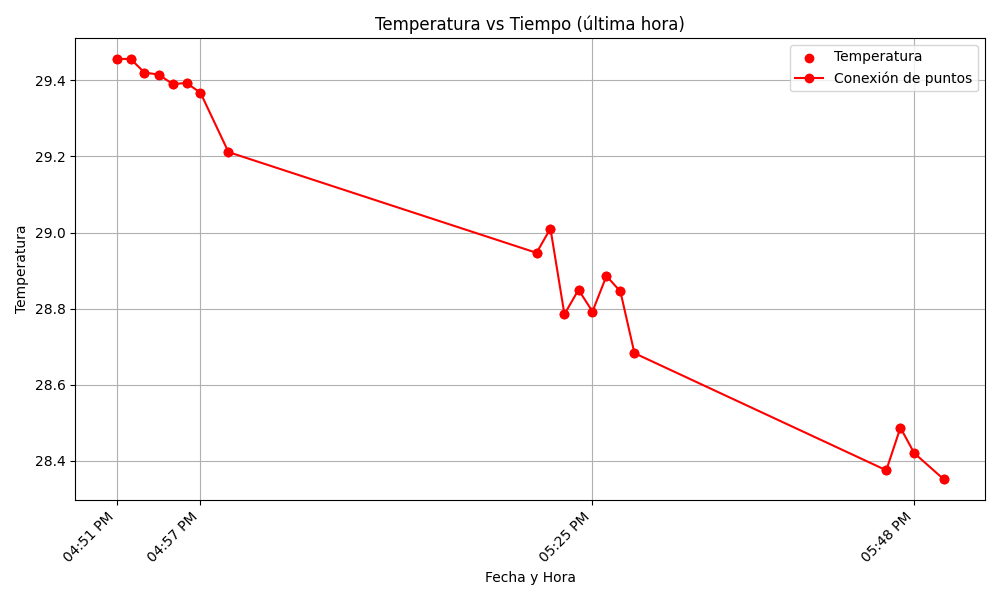 Temperatura vs Tiempo (última hora)
Temperatura
Conexión de puntos
29.4
29.2
29.0
28.8
28.6
28.4
Temperatura
04:51 PM
04:57 PM
05:25 PM
05:48 PM
Fecha y Hora